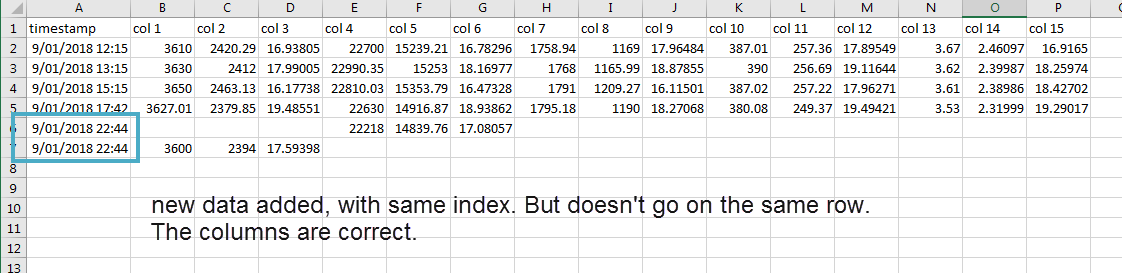 A B C D E F G H I J K L M N O P
1 timestamp col 1 col 2 col 3 col 4 col 5 col 6 col 7 col 8 col 9 col 10 col 11 col 12 col 13 col 14 col 15
2 9/01/2018 12:15 3610 2420.29 16.93805 22700 15239.21 16.78296 1758.94 1169 17.96484 387.01 257.36 17.89549 3.67 2.46097 16.9165
3 9/01/2018 13:15 3630 2412 17.99005 22990.35 15253 18.16977 1768 1165.99 18.87855 390 256.69 19.11644 3.62 2.39987 18.25974
4 9/01/2018 15:15 3650 2463.13 16.17738 22810.03 15353.79 16.47328 1791 1209.27 16.11501 387.02 257.22 17.96271 3.61 2.38986 18.42702
5 9/01/2018 17:42 3627.01 2379.85 19.48551 22630 14916.87 18.93862 1795.18 1190 18.27068 380.08 249.37 19.49421 3.53 2.31999 19.29017
6 9/01/2018 22:44 22218 14839.76 17.08057
7 9/01/2018 22:44 3600 2394 17.59398
8
9
10 new data added, with same index. But doesn't go on the same row.
11 The columns are correct.
12
13